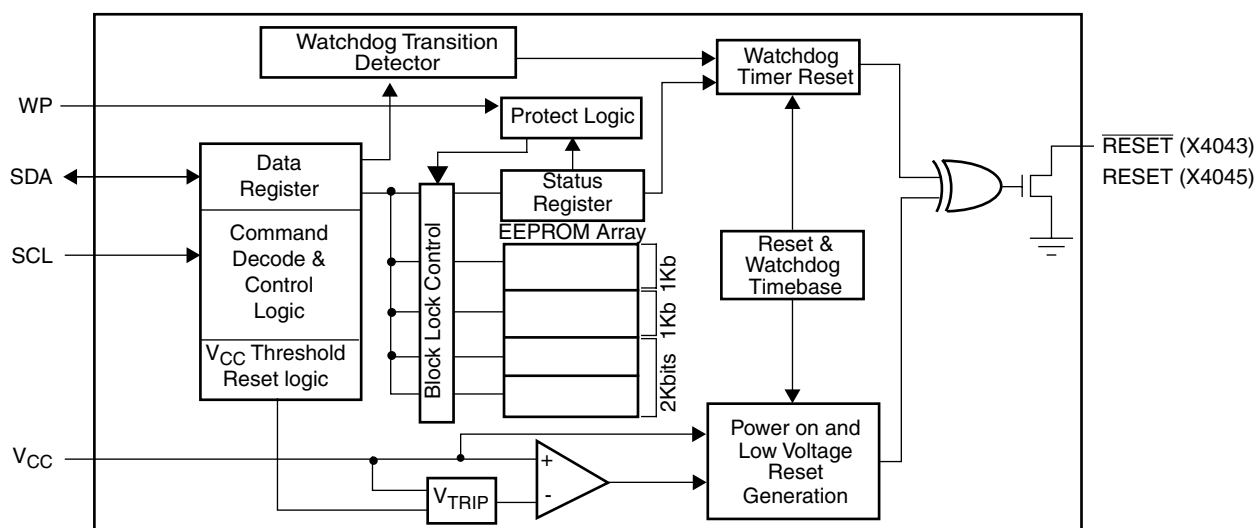 Watchdog Transition
Detector
Watchdog
Timer Reset
WP
Protect Logic
RESET (X4043)
RESET (X4045)
SDA
Data
Register
Status
Register
SCL
Command
Decode &
Control
Logic
Block Lock Control
EEPROM Array
1Kb
1Kb
2Kbits
Reset &
Watchdog
Timebase
VCC Threshold
Reset logic
Power on and
Low Voltage
Reset
Generation
VCC
+
-
VTRIP